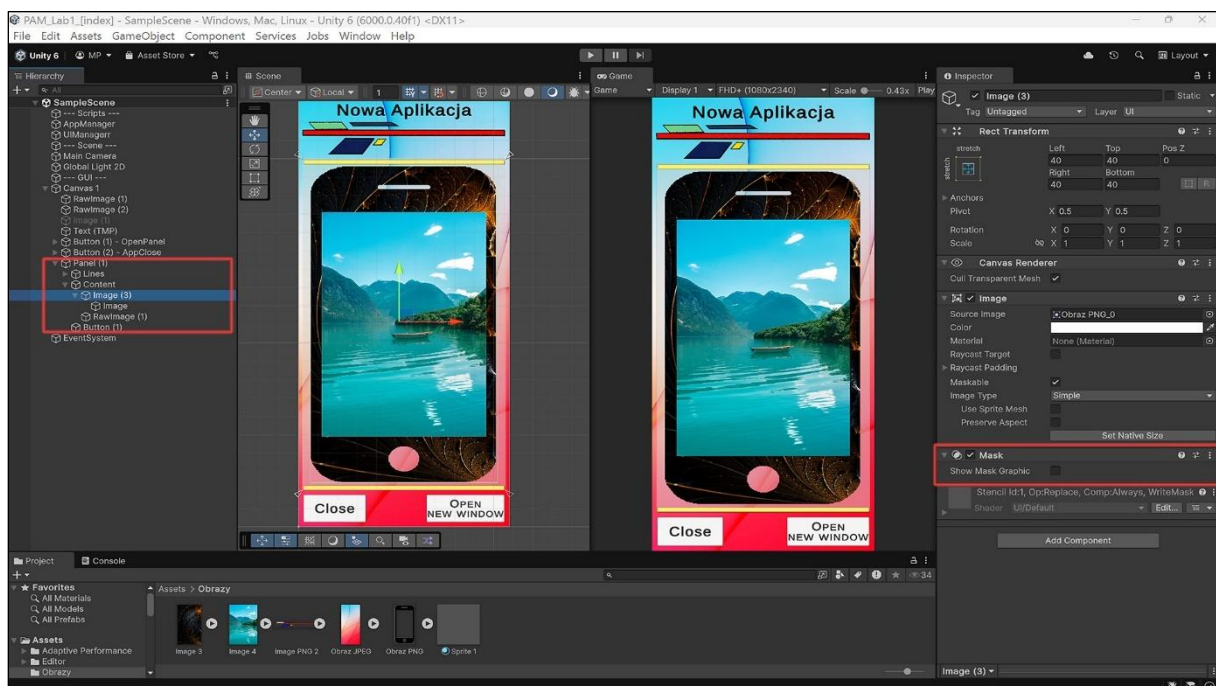 PAM_Lab1_[index] - SampleScene - Windows, Mac, Linux - Unity 6 (6000.0.40f1) <DX11>
File Edit Assets GameObject Component Services Jobs Window Help
Unity 6 MP Asset Store Layout
Hierarchy
All
SampleScene
--- Scripts ---
AppManager
UIManagerr
--- Scene ---
Main Camera
Global Light 2D
--- GUI ---
Canvas 1
RawImage (1)
RawImage (2)
Image (1)
Text (TMP)
Button (1) - OpenPanel
Button (2) - AppClose
Panel (1)
Lines
Content
Image (3)
Image
RawImage (1)
Button (1)
EventSystem
Scene
Center Local 1
Nowa Aplikacja
Close
OPEN
NEW WINDOW
Game
Game Display 1 FHD+ (1080x2340) Scale 0.43x Play
Nowa Aplikacja
Close
OPEN
NEW WINDOW
Inspector
Image (3) Static
Tag Untagged Layer UI
Rect Transform
stretch Left Top Pos Z
stretch
40 40 0
Right Bottom
40 40 R
Anchors
Pivot X 0.5 Y 0.5
Rotation X 0 Y 0 Z 0
Scale X 1 Y 1 Z 1
Canvas Renderer
Cull Transparent Mesh
Image
Source Image Obraz PNG_0
Color
Material None (Material)
Raycast Target
Raycast Padding
Maskable
Image Type Simple
Use Sprite Mesh
Preserve Aspect
Set Native Size
Mask
Show Mask Graphic
Stencil Id:1, Op:Replace, Comp:Always, WriteMask
Shader UI/Default Edit...
Add Component
Image (3)
Project Console
34
Favorites
All Materials
All Models
All Prefabs
Assets
Adaptive Performance
Editor
Obrazy
Assets > Obrazy
Image 3 Image 4 Image PNG 2 Obraz JPEG Obraz PNG Sprite 1